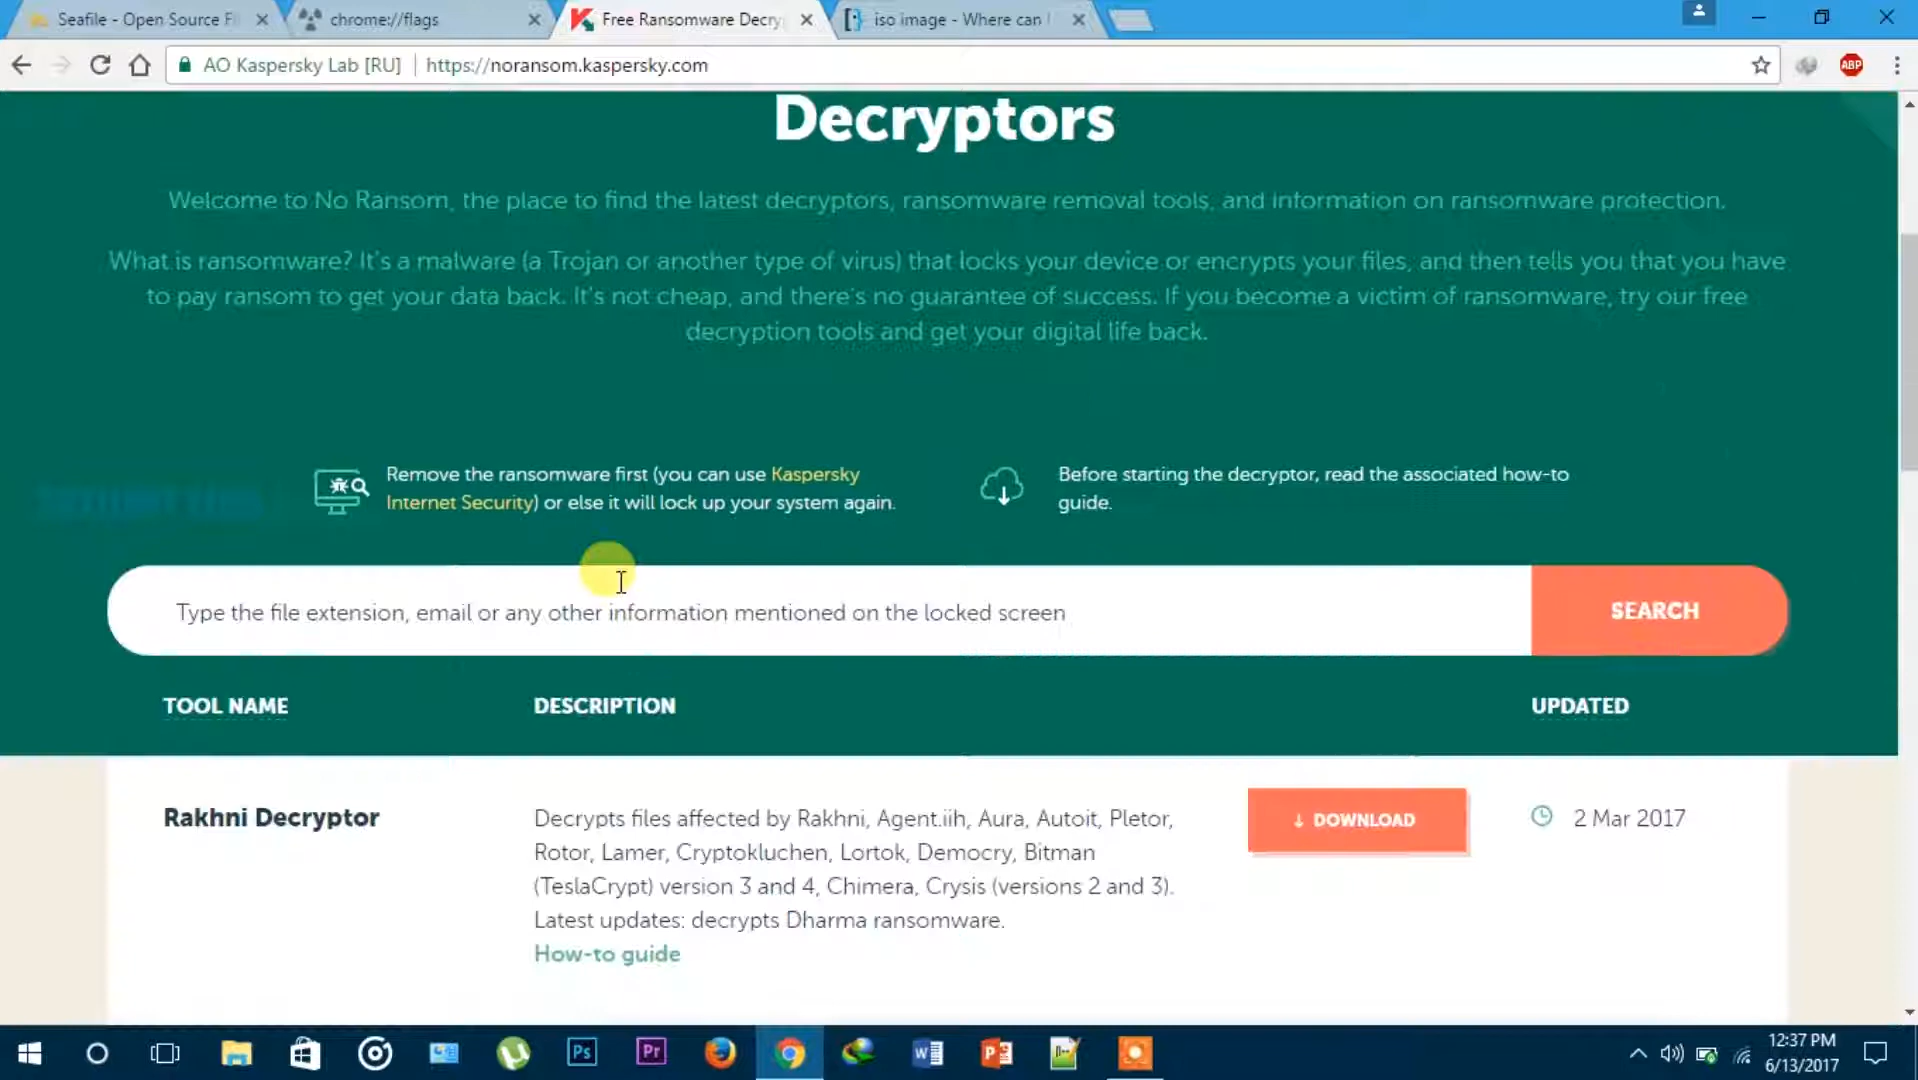 Seafile - Open Source Fi
chrome://flags
Free Ransomware Decry
iso image - Where can I
AO Kaspersky Lab [RU]
https://noransom.kaspersky.com
ABP
Decryptors
Welcome to No Ransom, the place to find the latest decryptors, ransomware removal tools, and information on ransomware protection.
What is ransomware? It's a malware (a Trojan or another type of virus) that locks your device or encrypts your files, and then tells you that you have
to pay ransom to get your data back. It's not cheap, and there's no guarantee of success. If you become a victim of ransomware, try our free
decryption tools and get your digital life back.
Remove the ransomware first (you can use Kaspersky
Internet Security) or else it will lock up your system again.
Before starting the decryptor, read the associated how-to
guide.
Type the file extension, email or any other information mentioned on the locked screen
SEARCH
TOOL NAME
DESCRIPTION
UPDATED
Rakhni Decryptor
Decrypts files affected by Rakhni, Agent.iih, Aura, Autoit, Pletor,
Rotor, Lamer, Cryptokluchen, Lortok, Democry, Bitman
(TeslaCrypt) version 3 and 4, Chimera, Crysis (versions 2 and 3).
Latest updates: decrypts Dharma ransomware.
How-to guide
↓ DOWNLOAD
2 Mar 2017
Ps
Pr
12:37 PM
6/13/2017